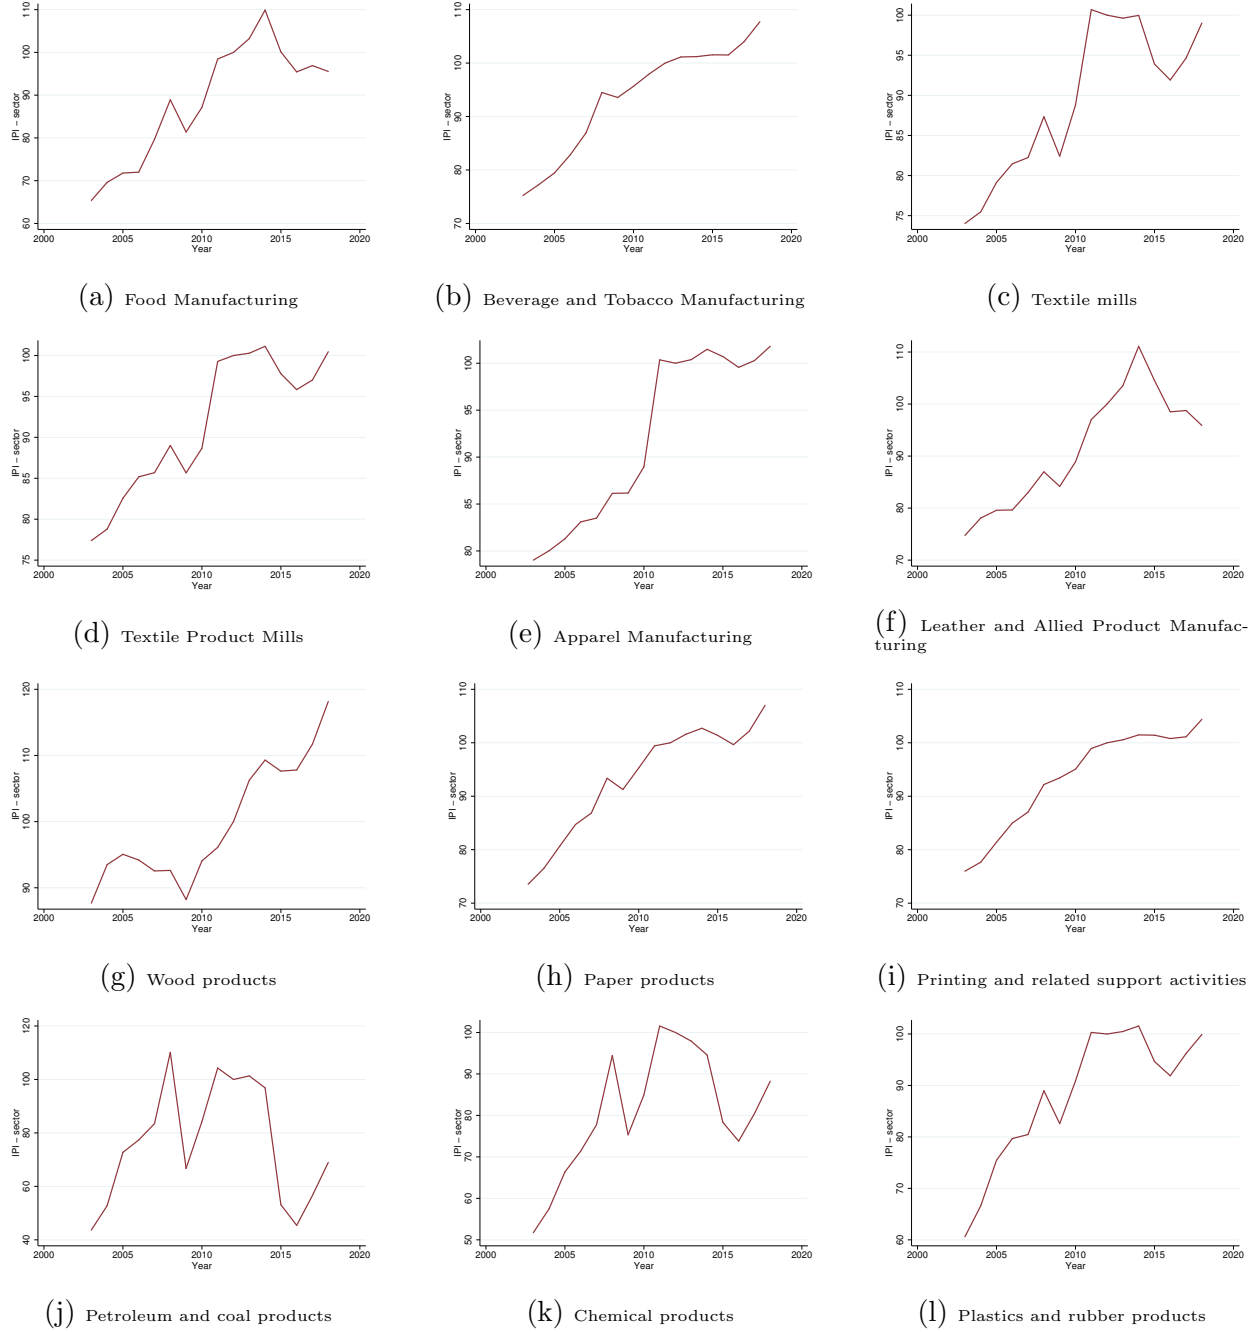 IPI − sector
60 70 80 90 100 110
2000 2005 2010 2015 2020
Year
(a) Food Manufacturing
IPI − sector
70 80 90 100 110
2000 2005 2010 2015 2020
Year
(b) Beverage and Tobacco Manufacturing
IPI − sector
75 80 85 90 95 100
2000 2005 2010 2015 2020
Year
(c) Textile mills
IPI − sector
75 80 85 90 95 100
2000 2005 2010 2015 2020
Year
(d) Textile Product Mills
IPI − sector
80 85 90 95 100
2000 2005 2010 2015 2020
Year
(e) Apparel Manufacturing
IPI − sector
70 80 90 100 110
2000 2005 2010 2015 2020
Year
(f) Leather and Allied Product Manufac-
turing
IPI − sector
90 100 110 120
2000 2005 2010 2015 2020
Year
(g) Wood products
IPI − sector
70 80 90 100 110
2000 2005 2010 2015 2020
Year
(h) Paper products
IPI − sector
70 80 90 100 110
2000 2005 2010 2015 2020
Year
(i) Printing and related support activities
IPI − sector
40 60 80 100 120
2000 2005 2010 2015 2020
Year
(j) Petroleum and coal products
IPI − sector
50 60 70 80 90 100
2000 2005 2010 2015 2020
Year
(k) Chemical products
IPI − sector
60 70 80 90 100
2000 2005 2010 2015 2020
Year
(l) Plastics and rubber products